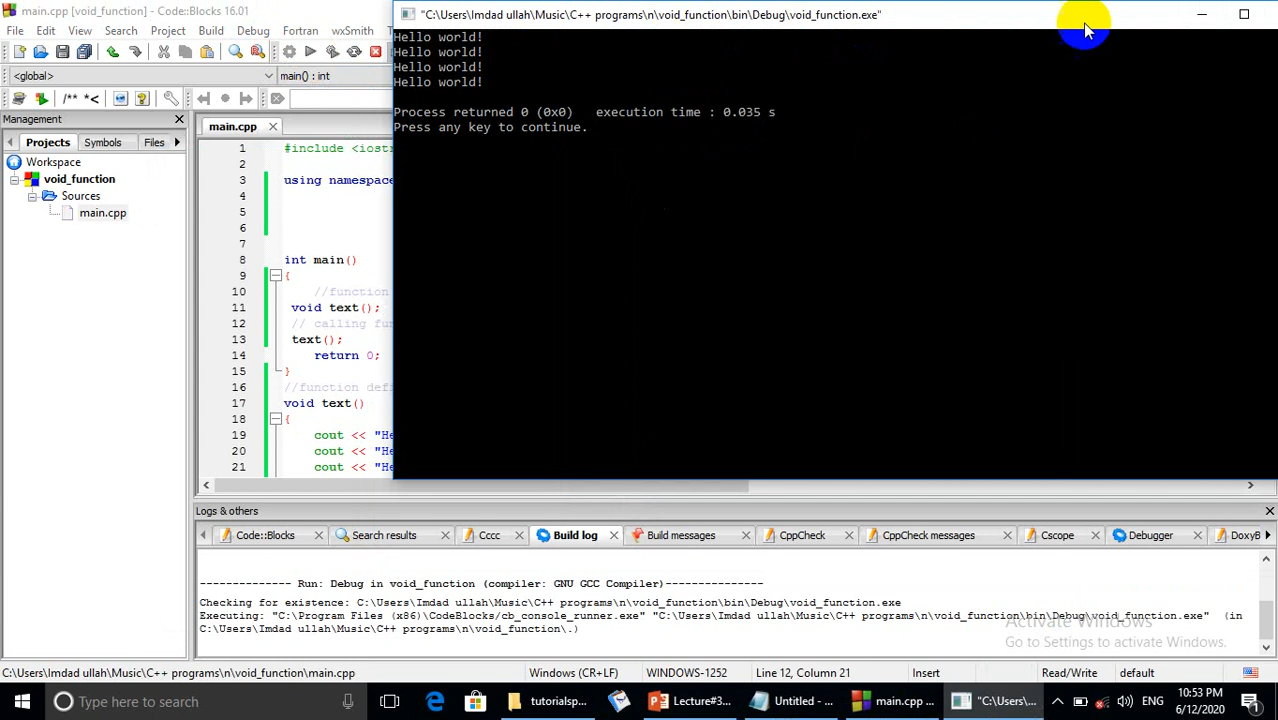 main.cpp [void_function] - Code::Blocks 16.01
"C:\Users\Imdad ullah\Music\C++ programs\n\void_function\bin\Debug\void_function.exe"
File Edit View Search Project Build Debug Fortran wxSmith
Hello world!
Hello world!
Hello world!
Hello world!
Process returned 0 (0x0)   execution time : 0.035 s
Press any key to continue.
<global>
main() : int
/** *<
Management
Projects
Symbols
Files
Workspace
void_function
Sources
main.cpp
main.cpp
1 #include <iost
2
3 using namespace
4
5
6
7
8 int main()
9 {
10 //function
11 void text();
12 // calling fun
13 text();
14 return 0;
15 }
16 //function def
17 void text()
18 {
19 cout << "He
20 cout << "He
21 cout << "He
Logs & others
Code::Blocks
Search results
Cccc
Build log
Build messages
CppCheck
CppCheck messages
Cscope
Debugger
DoxyB
-------------- Run: Debug in void_function (compiler: GNU GCC Compiler)---------------
Checking for existence: C:\Users\Imdad ullah\Music\C++ programs\n\void_function\bin\Debug\void_function.exe
Executing: "C:\Program Files (x86)\CodeBlocks/cb_console_runner.exe" "C:\Users\Imdad ullah\Music\C++ programs\n\void_function\bin\Debug\void_function.exe"  (in
C:\Users\Imdad ullah\Music\C++ programs\n\void_function\.)
Activate Windows
Go to Settings to activate Windows.
C:\Users\Imdad ullah\Music\C++ programs\n\void_function\main.cpp
Windows (CR+LF)
WINDOWS-1252
Line 12, Column 21
Insert
Read/Write
default
Type here to search
tutorialsp...
Lecture#3...
Untitled - ...
main.cpp ...
"C:\Users\...
ENG
10:53 PM
6/12/2020
1